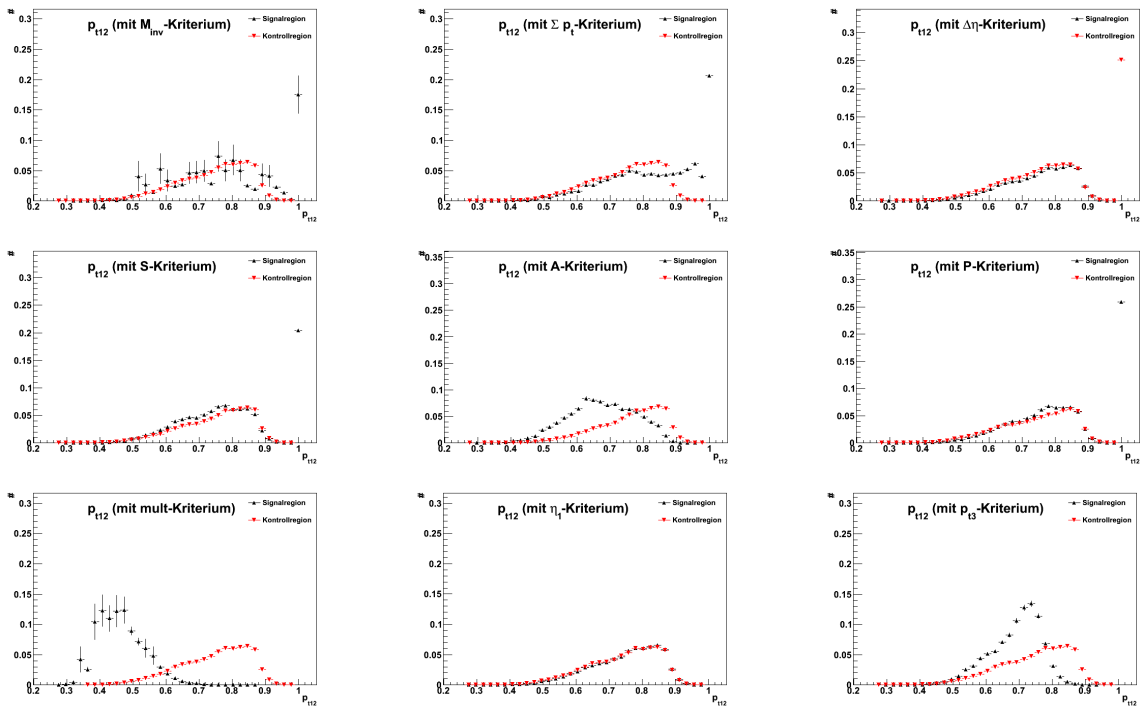 p_t12 (mit M_inv-Kriterium)
Signalregion
Kontrollregion
#
0.3
0.25
0.2
0.15
0.1
0.05
0
0.2 0.3 0.4 0.5 0.6 0.7 0.8 0.9 1
p_t12
p_t12 (mit Σ p_t-Kriterium)
Signalregion
Kontrollregion
#
0.3
0.25
0.2
0.15
0.1
0.05
0
0.2 0.3 0.4 0.5 0.6 0.7 0.8 0.9 1
p_t12
p_t12 (mit Δη-Kriterium)
Signalregion
Kontrollregion
#
0.3
0.25
0.2
0.15
0.1
0.05
0
0.2 0.3 0.4 0.5 0.6 0.7 0.8 0.9 1
p_t12
p_t12 (mit S-Kriterium)
Signalregion
Kontrollregion
#
0.3
0.25
0.2
0.15
0.1
0.05
0
0.2 0.3 0.4 0.5 0.6 0.7 0.8 0.9 1
p_t12
p_t12 (mit A-Kriterium)
Signalregion
Kontrollregion
#
0.35
0.3
0.25
0.2
0.15
0.1
0.05
0
0.2 0.3 0.4 0.5 0.6 0.7 0.8 0.9 1
p_t12
p_t12 (mit P-Kriterium)
Signalregion
Kontrollregion
#
0.35
0.3
0.25
0.2
0.15
0.1
0.05
0
0.2 0.3 0.4 0.5 0.6 0.7 0.8 0.9 1
p_t12
p_t12 (mit mult-Kriterium)
Signalregion
Kontrollregion
#
0.3
0.25
0.2
0.15
0.1
0.05
0
0.2 0.3 0.4 0.5 0.6 0.7 0.8 0.9 1
p_t12
p_t12 (mit η_1-Kriterium)
Signalregion
Kontrollregion
#
0.3
0.25
0.2
0.15
0.1
0.05
0
0.2 0.3 0.4 0.5 0.6 0.7 0.8 0.9 1
p_t12
p_t12 (mit p_t3-Kriterium)
Signalregion
Kontrollregion
#
0.3
0.25
0.2
0.15
0.1
0.05
0
0.2 0.3 0.4 0.5 0.6 0.7 0.8 0.9 1
p_t12